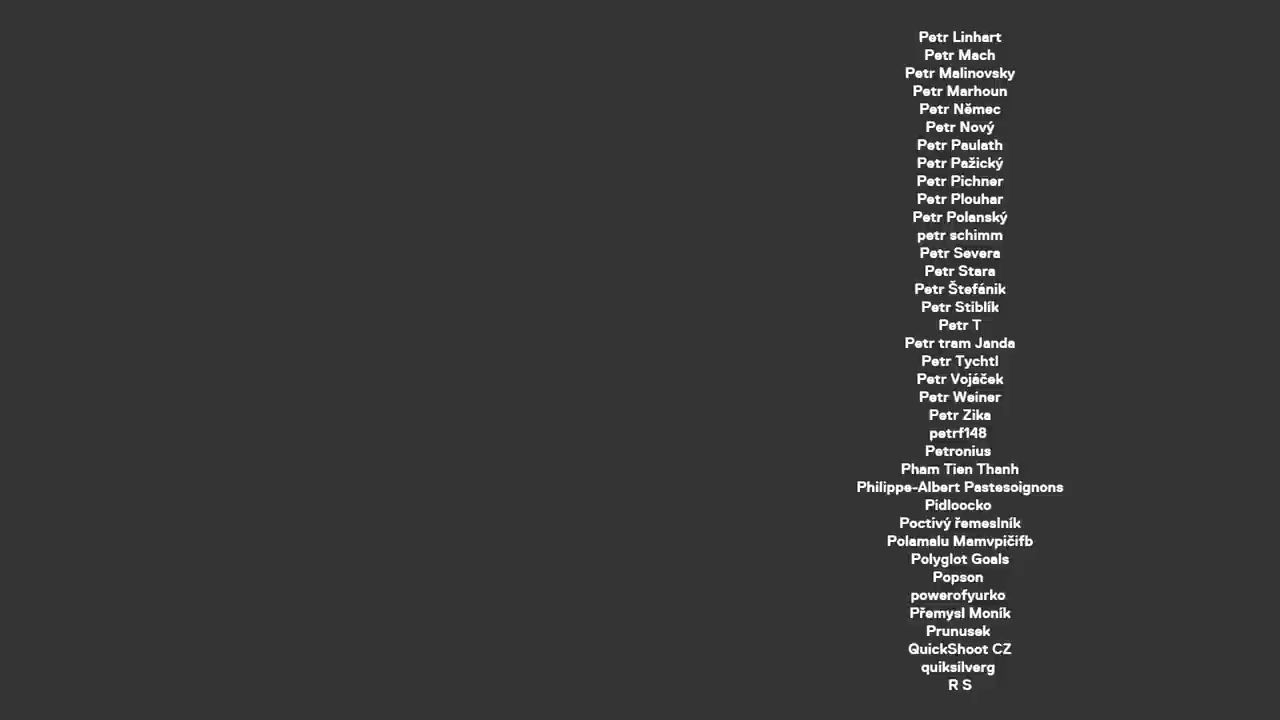 Petr Linhart
Petr Mach
Petr Malinovsky
Petr Marhoun
Petr Němec
Petr Nový
Petr Paulath
Petr Pažický
Petr Pichner
Petr Plouhar
Petr Polanský
petr schimm
Petr Severa
Petr Stara
Petr Štefánik
Petr Stiblík
Petr T
Petr tram Janda
Petr Tychtl
Petr Vojáček
Petr Weiner
Petr Zika
petrf148
Petronius
Pham Tien Thanh
Philippe-Albert Pastesoignons
Pidloocko
Poctivý řemeslník
Polamalu Mamvpičifb
Polyglot Goals
Popson
powerofyurko
Přemysl Moník
Prunusek
QuickShoot CZ
quiksilverg
R S